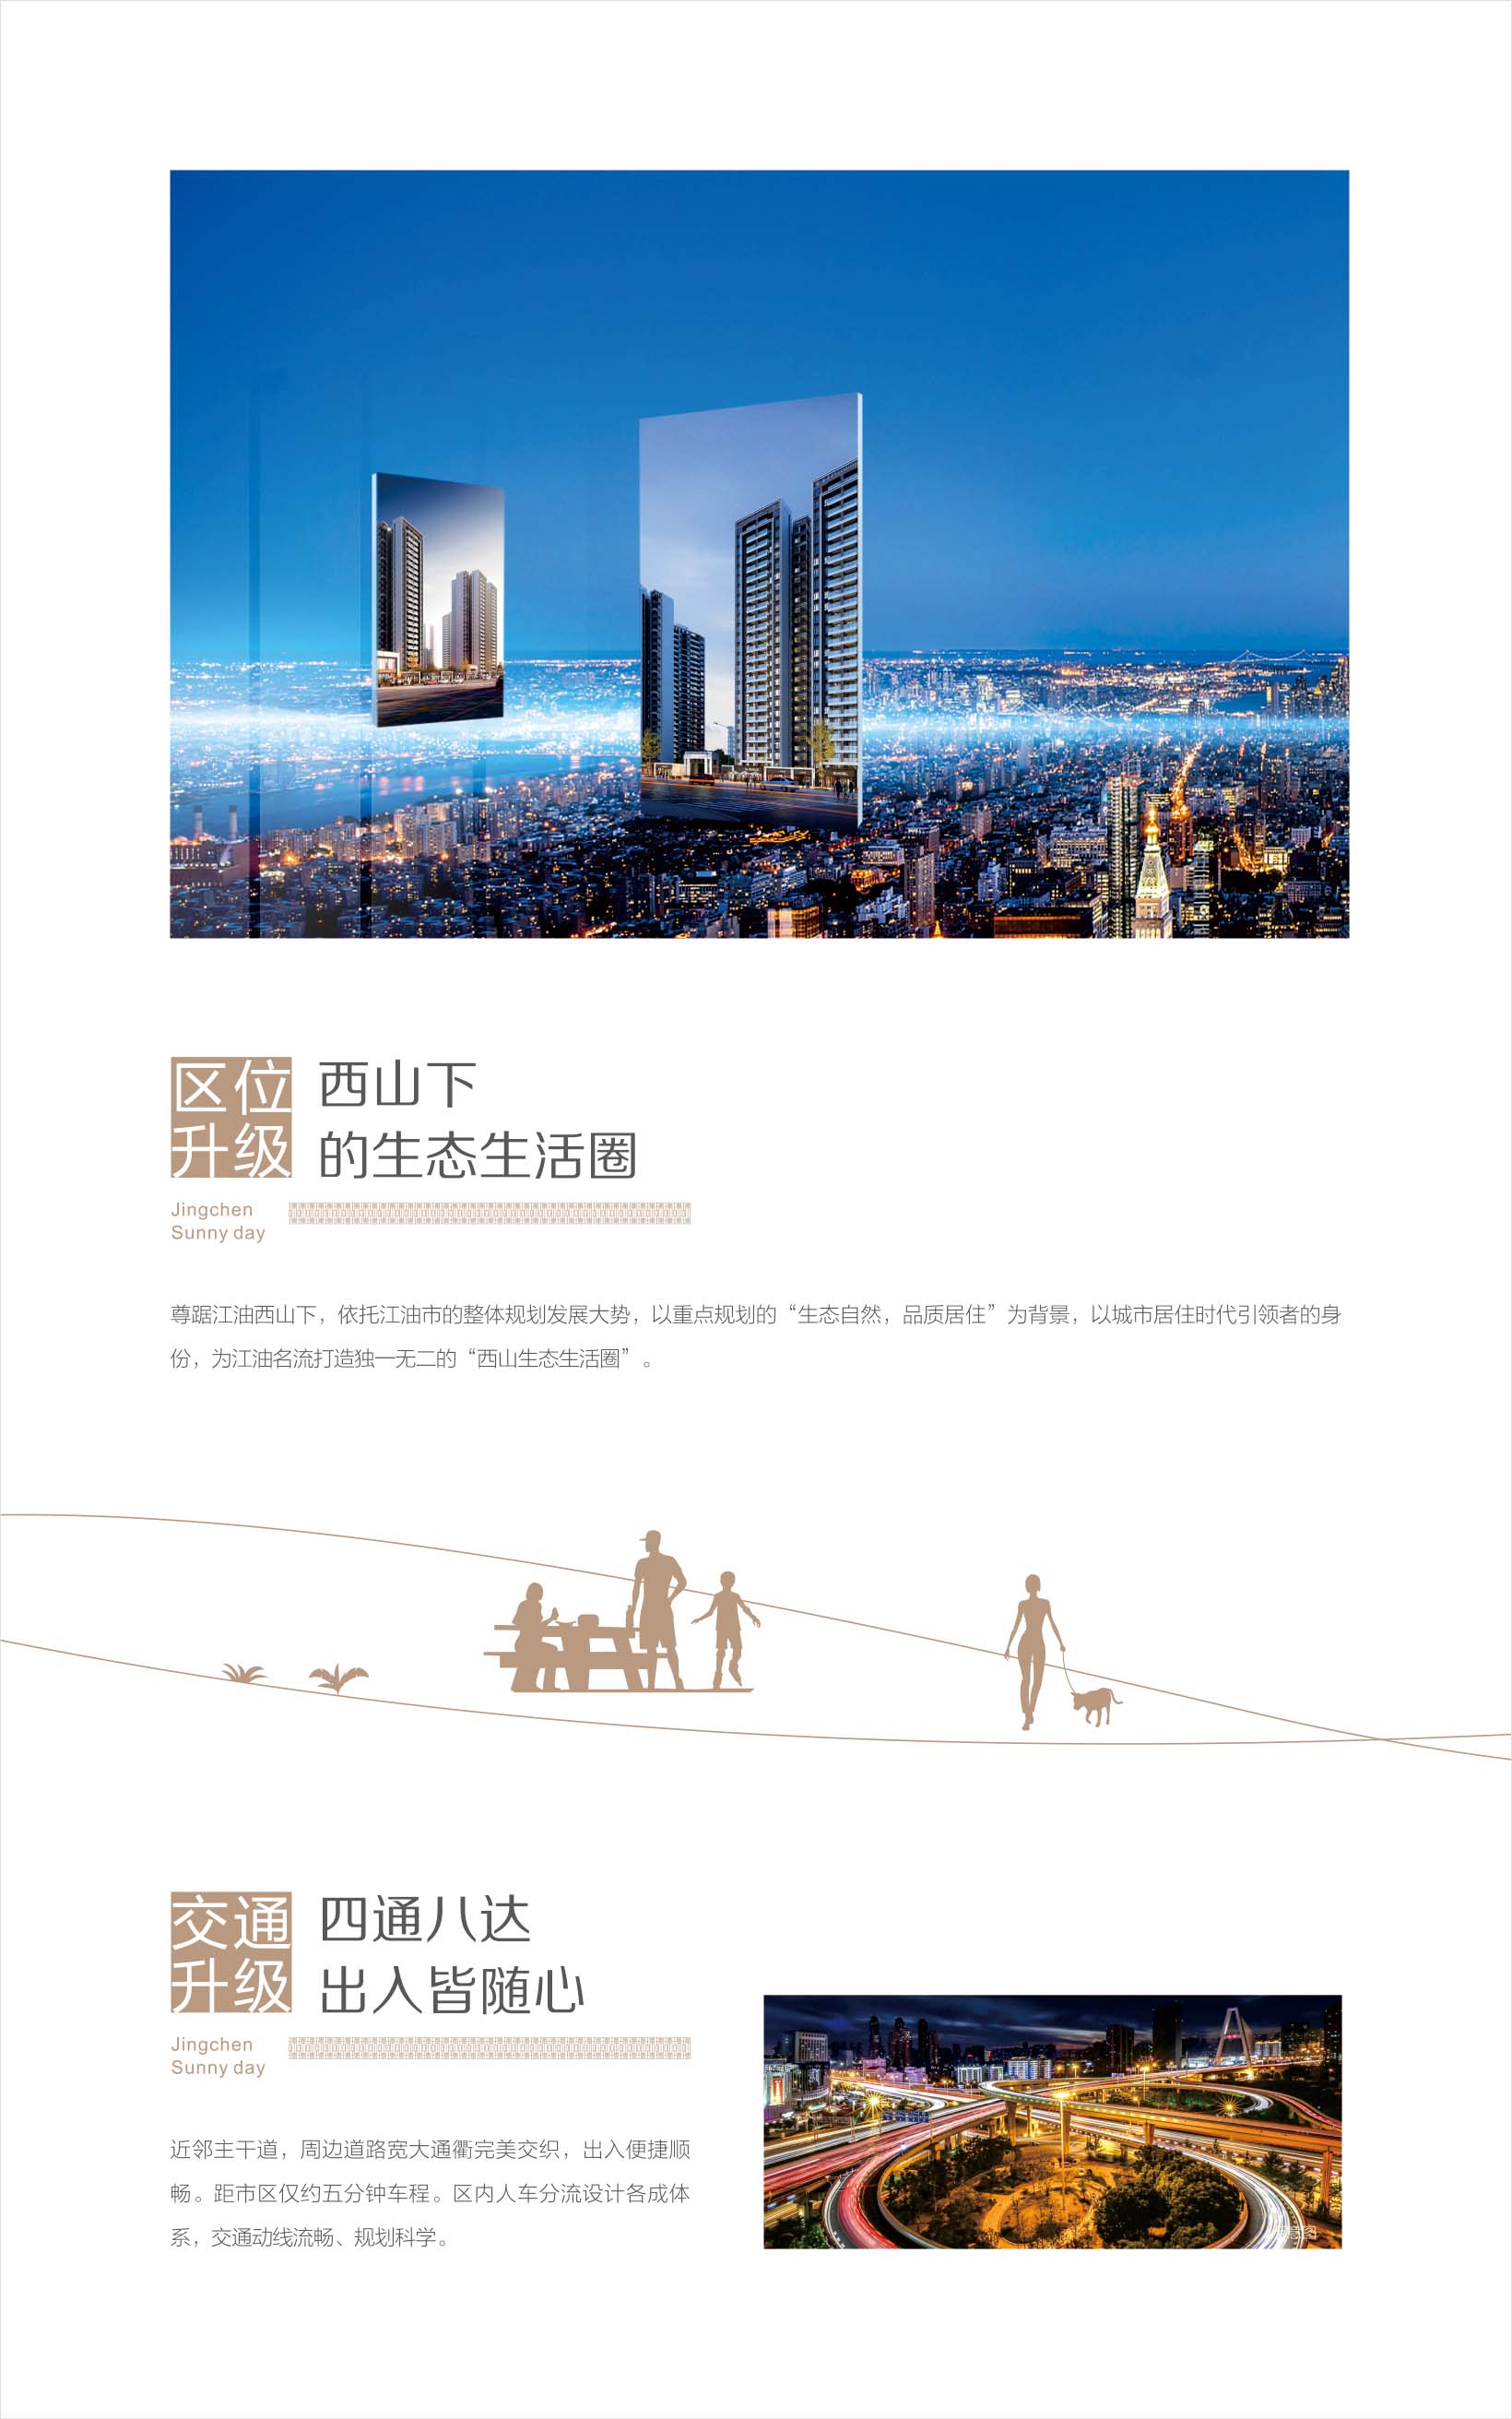 区位
升级
西山下
的生态生活圈
Jingchen
Sunny day
尊踞江油西山下，依托江油市的整体规划发展大势，以重点规划的“生态自然，品质居住”为背景，以城市居住时代引领者的身
份，为江油名流打造独一无二的“西山生态生活圈”。
交通
升级
四通八达
出入皆随心
Jingchen
Sunny day
近邻主干道，周边道路宽大通衢完美交织，出入便捷顺
畅。距市区仅约五分钟车程。区内人车分流设计各成体
系，交通动线流畅、规划科学。